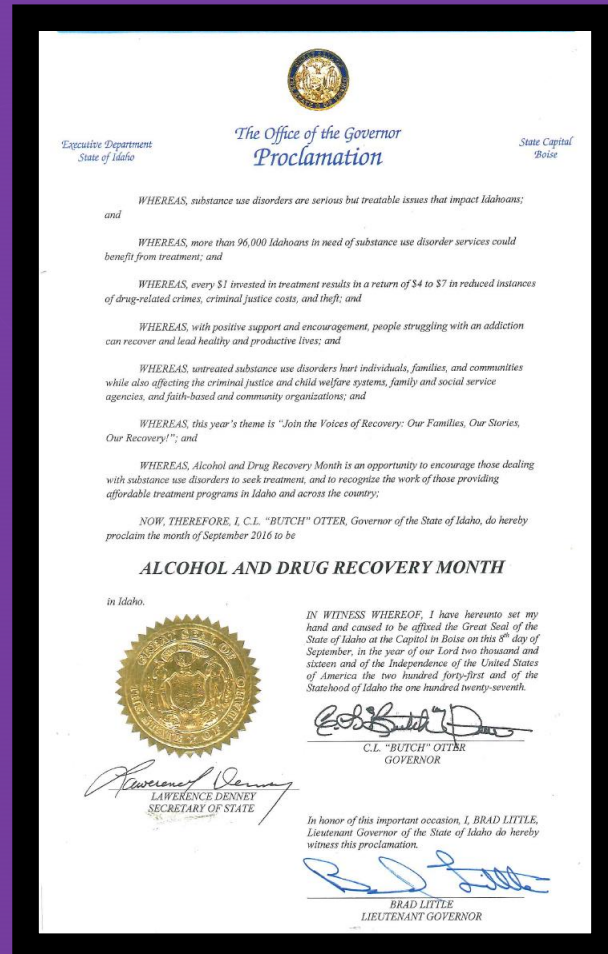 The Office of the Governor
Proclamation
Executive Department
State of Idaho
State Capital
Boise
WHEREAS, substance use disorders are serious but treatable issues that impact Idahoans;
and
WHEREAS, more than 96,000 Idahoans in need of substance use disorder services could
benefit from treatment; and
WHEREAS, every $1 invested in treatment results in a return of $4 to $7 in reduced instances
of drug-related crimes, criminal justice costs, and theft; and
WHEREAS, with positive support and encouragement, people struggling with an addiction
can recover and lead healthy and productive lives; and
WHEREAS, untreated substance use disorders hurt individuals, families, and communities
while also affecting the criminal justice and child welfare systems, family and social service
agencies, and faith-based and community organizations; and
WHEREAS, this year's theme is "Join the Voices of Recovery: Our Families, Our Stories,
Our Recovery!"; and
WHEREAS, Alcohol and Drug Recovery Month is an opportunity to encourage those dealing
with substance use disorders to seek treatment, and to recognize the work of those providing
affordable treatment programs in Idaho and across the country;
NOW, THEREFORE, I, C.L. "BUTCH" OTTER, Governor of the State of Idaho, do hereby
proclaim the month of September 2016 to be
ALCOHOL AND DRUG RECOVERY MONTH
in Idaho.
IN WITNESS WHEREOF, I have hereunto set my
hand and caused to be affixed the Great Seal of the
State of Idaho at the Capitol in Boise on this 8th day of
September, in the year of our Lord two thousand and
sixteen and of the Independence of the United States
of America the two hundred forty-first and of the
Statehood of Idaho the one hundred twenty-seventh.
GREAT SEAL OF
THE STATE OF IDAHO
C.L. "BUTCH" OTTER
GOVERNOR
Lawerence Denney
LAWERENCE DENNEY
SECRETARY OF STATE
In honor of this important occasion, I, BRAD LITTLE,
Lieutenant Governor of the State of Idaho do hereby
witness this proclamation.
Brad Little
BRAD LITTLE
LIEUTENANT GOVERNOR